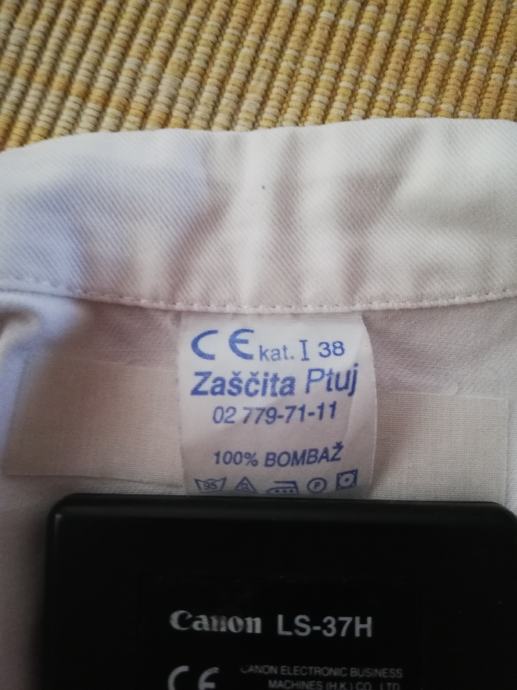 CE kat. I 38
Zaščita Ptuj
02 779-71-11
100% BOMBAŽ
95 P
Canon LS-37H
CE CANON ELECTRONIC BUSINESS
MACHINES (H.K.) CO., LTD.